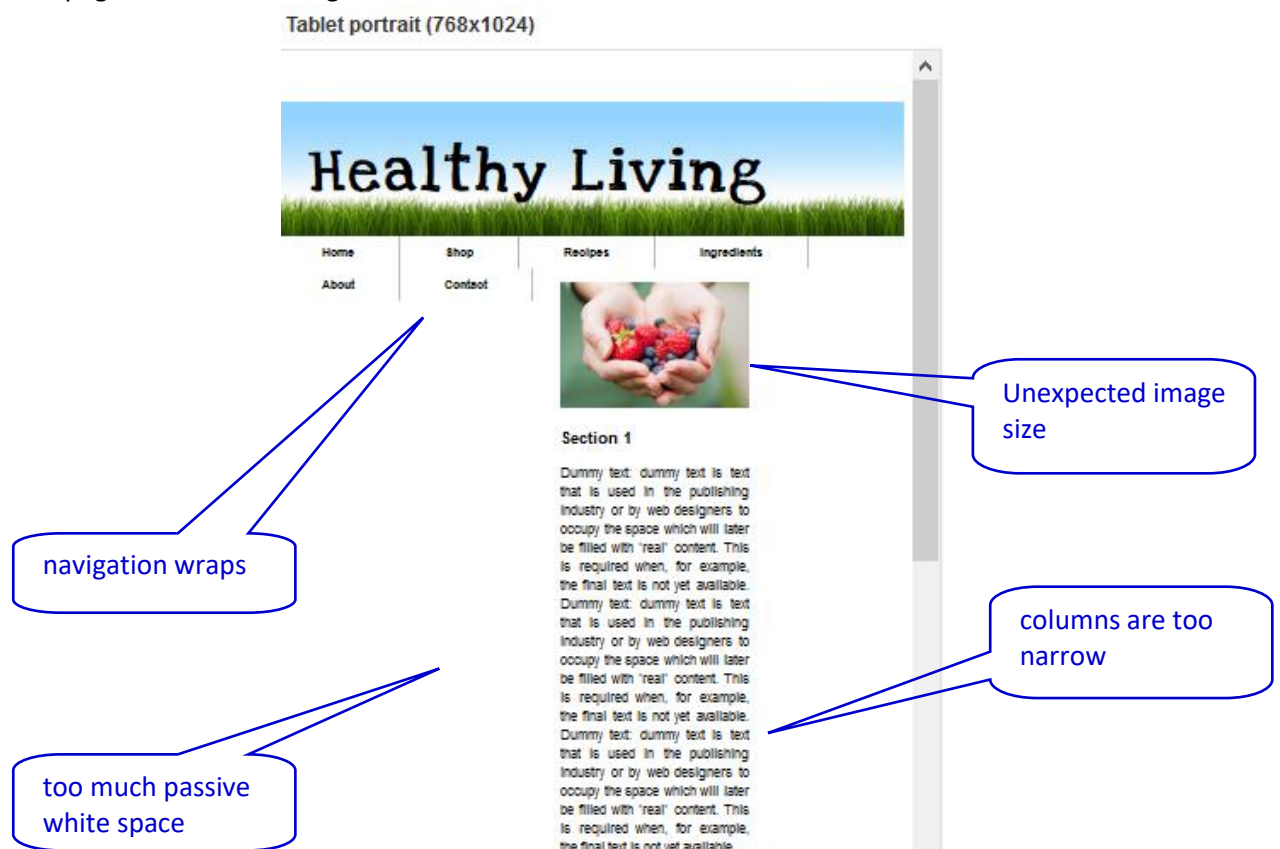 Tablet portrait (768x1024)
Healthy Living
Home Shop Recipes Ingredients
About Contact
Unexpected image
size
Section 1
Dummy text: dummy text is text
that is used in the publishing
industry or by web designers to
occupy the space which will later
be filled with 'real' content. This
is required when, for example,
the final text is not yet available.
Dummy text: dummy text is text
that is used in the publishing
industry or by web designers to
occupy the space which will later
be filled with 'real' content. This
is required when, for example,
the final text is not yet available.
Dummy text: dummy text is text
that is used in the publishing
industry or by web designers to
occupy the space which will later
be filled with 'real' content. This
is required when, for example,
the final text is not yet available.
navigation wraps
columns are too
narrow
too much passive
white space